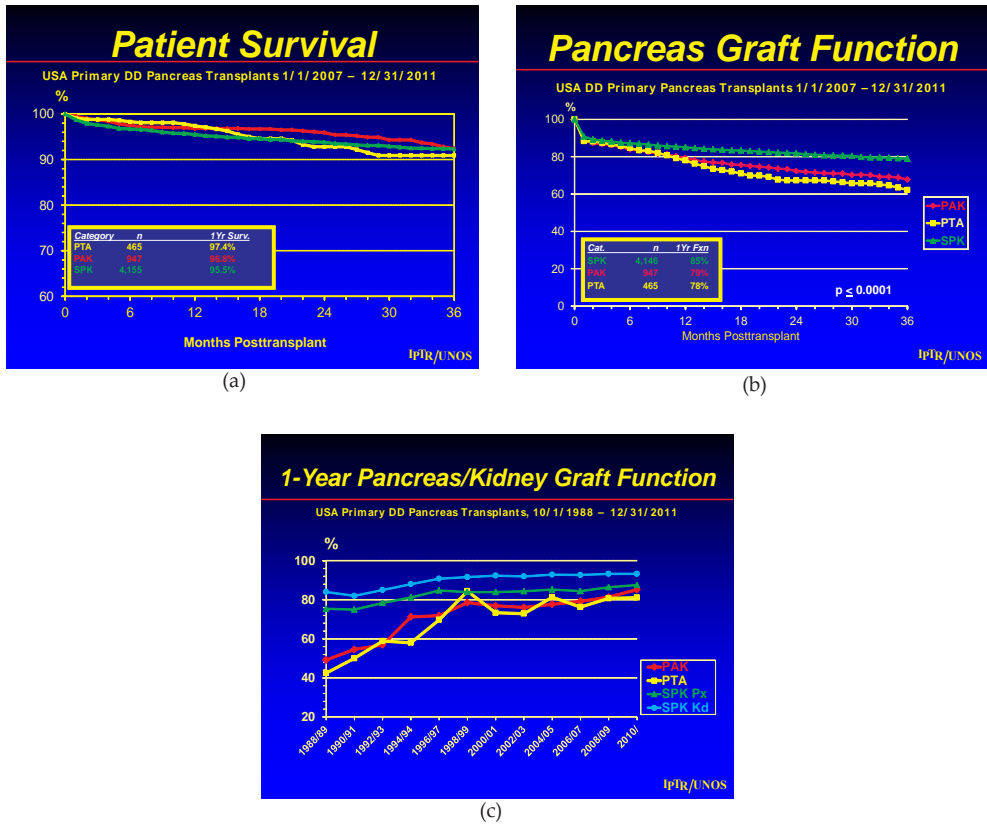 Patient Survival
USA Primary DD Pancreas Transplants 1/1/2007 – 12/31/2011
%
100
90
80
70
60
Category n 1Yr Surv.
PTA 465 97.4%
PAK 947 96.8%
SPK 4,155 95.5%
0 6 12 18 24 30 36
Months Posttransplant
IPTR/UNOS
(a)
Pancreas Graft Function
USA DD Primary Pancreas Transplants 1/1/2007 – 12/31/2011
%
100
80
60
40
20
0
PAK
PTA
SPK
Cat. n 1Yr Fxn
SPK 4,146 85%
PAK 947 79%
PTA 465 78%
p ≤ 0.0001
0 6 12 18 24 30 36
Months Posttransplant
IPTR/UNOS
(b)
1-Year Pancreas/Kidney Graft Function
USA Primary DD Pancreas Transplants, 10/1/1988 – 12/31/2011
%
100
80
60
40
20
PAK
PTA
SPK Px
SPK Kd
1988/89 1990/91 1992/93 1994/94 1996/97 1998/99 2000/01 2002/03 2004/05 2006/07 2008/09 2010/
IPTR/UNOS
(c)